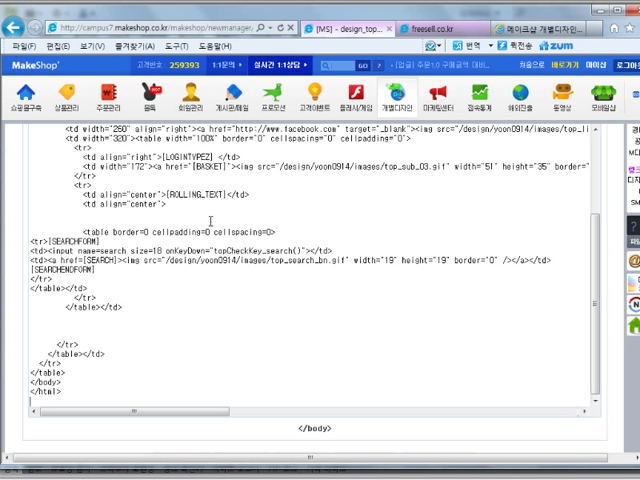 http://campus7.makeshop.co.kr/makeshop/newmanager/
[MS] - design_top...
freesell.co.kr
메이크샵 개별디자인...
파일(F) 편집(E) 보기(V) 즐겨찾기(A) 도구(T) 도움말(H)
번역
퀵전송
zum
MakeShop
고객번호 259393
1:1문의
실시간 1:1상담
GO
?
처음으로 바로가기 마이샵 로그아웃
쇼핑몰구축 상품관리 주문관리 몰톡 회원관리 게시판/메일 프로모션 고객이벤트 플래시/게임 개별디자인 마케팅센터 접속통계 해외진출 동영상 모바일샵
<td width="260" align="right"><a href="http://www.facebook.com" target="_blank"><img src="/design/yoon0914/images/top_li
<td width="320"><table width="100%" border="0" cellspacing="0" cellpadding="0">
<tr>
<td align="right">[LOGINTYPEZ] </td>
<td width="172"><a href="[BASKET]"><img src="/design/yoon0914/images/top_sub_03.gif" width="51" height="35" border="
</tr>
<tr>
<td align="center">[ROLLING_TEXT]</td>
<td align="center">
<table border=0 cellpadding=0 cellspacing=0>
<tr>[SEARCHFORM]
<td><input name=search size=18 onKeyDown="topCheckKey_search()"></td>
<td><a href=[SEARCH]><img src="/design/yoon0914/images/top_search_bn.gif" width="19" height="19" border="0" /></a></td>
[SEARCHENDFORM]
</tr>
</table></td>
</tr>
</table></td>
</tr>
</table></td>
</tr>
</table>
</body>
</html>
</body>